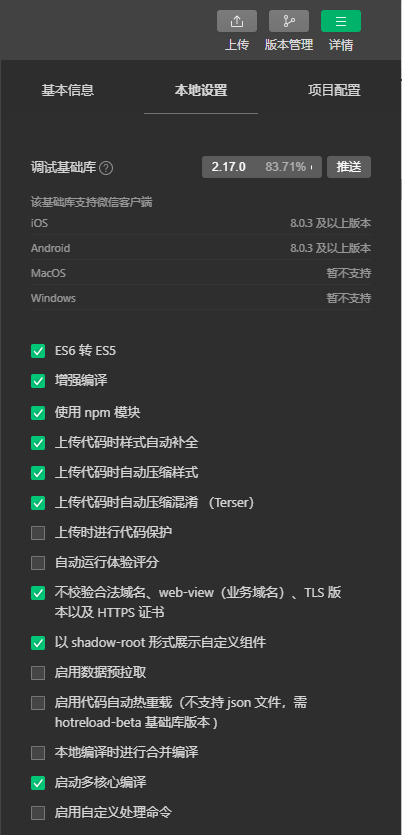 上传 版本管理 详情
基本信息 本地设置 项目配置
调试基础库 ? 2.17.0 83.71% 推送
该基础库支持微信客户端
iOS 8.0.3 及以上版本
Android 8.0.3 及以上版本
MacOS 暂不支持
Windows 暂不支持
ES6 转 ES5
增强编译
使用 npm 模块
上传代码时样式自动补全
上传代码时自动压缩样式
上传代码时自动压缩混淆 （Terser）
上传时进行代码保护
自动运行体验评分
不校验合法域名、web-view（业务域名）、TLS 版
本以及 HTTPS 证书
以 shadow-root 形式展示自定义组件
启用数据预拉取
启用代码自动热重载（不支持 json 文件，需
hotreload-beta 基础库版本 ）
本地编译时进行合并编译
启动多核心编译
启用自定义处理命令